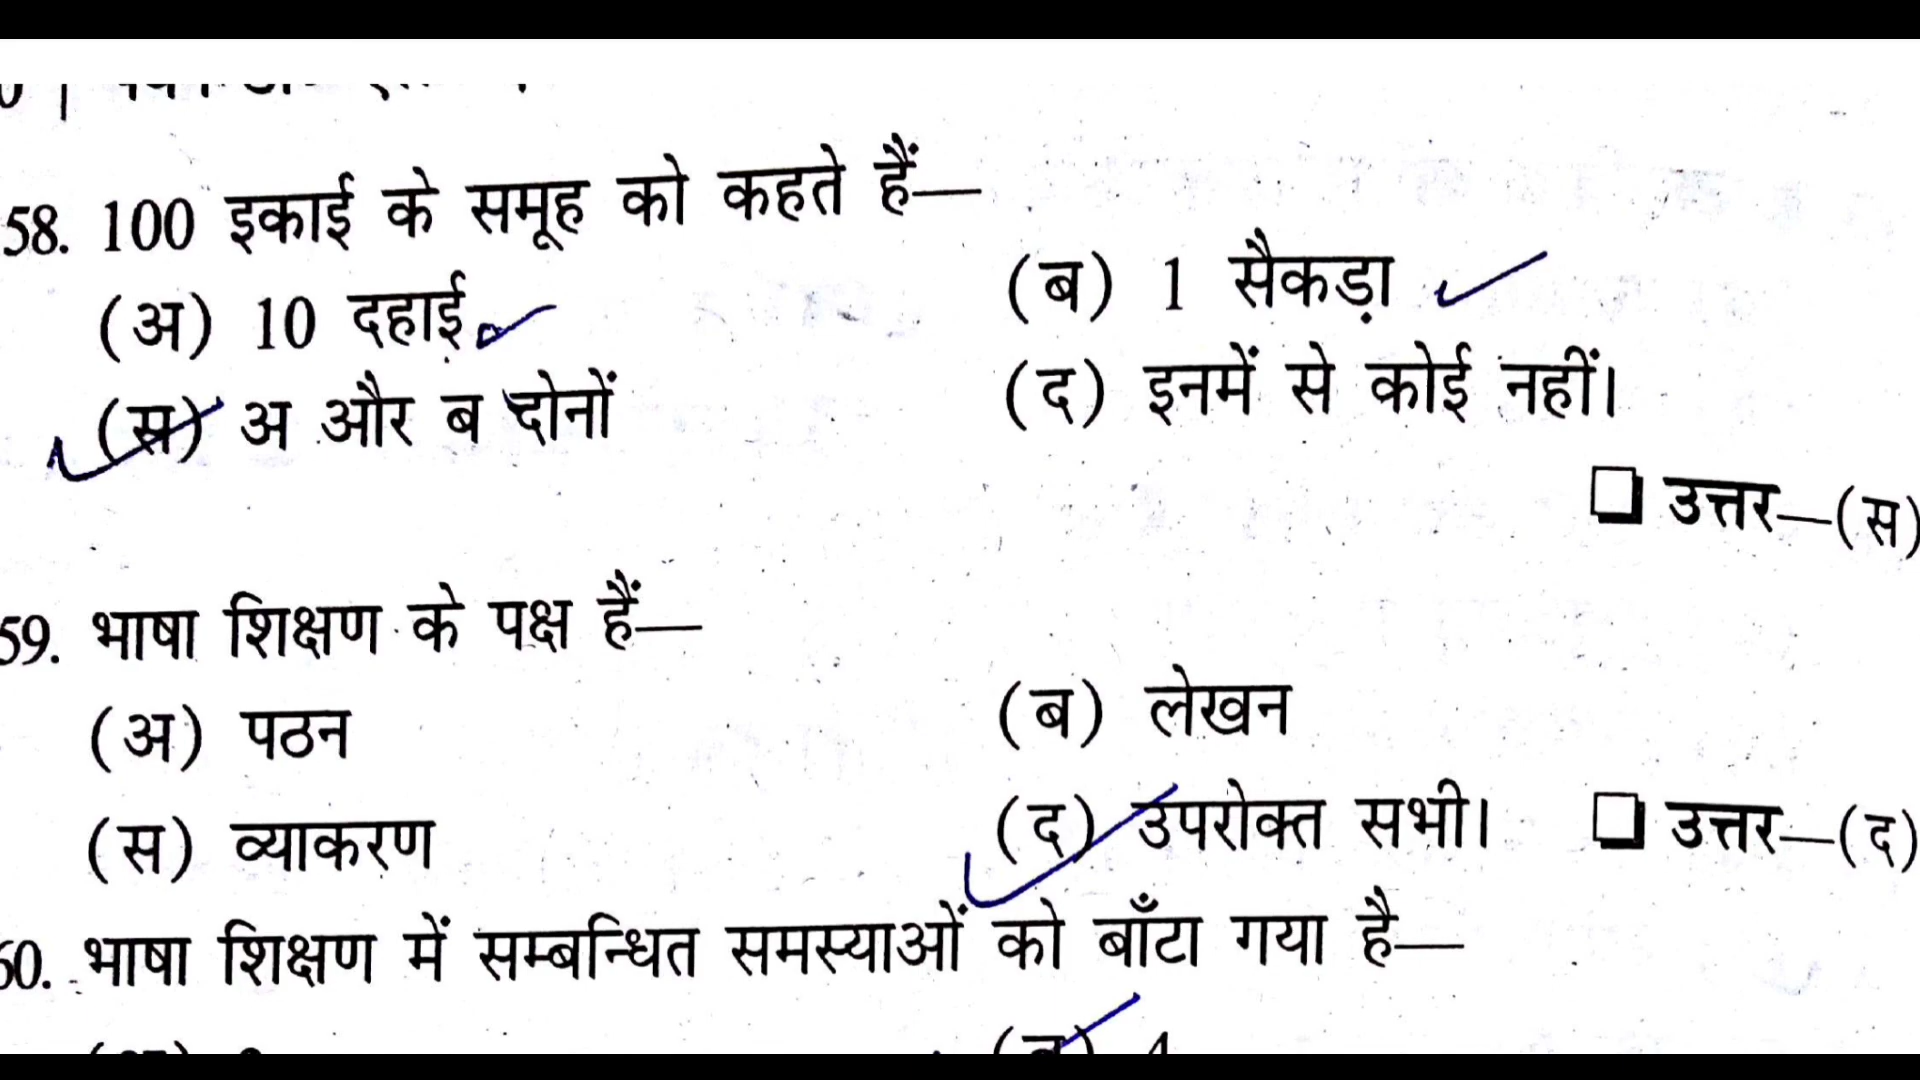 58. 100 इकाई के समूह को कहते हैं—
(अ) 10 दहाई (ब) 1 सैकड़ा
(स) अ और ब दोनों (द) इनमें से कोई नहीं।
❑ उत्तर—(स)
59. भाषा शिक्षण के पक्ष हैं—
(अ) पठन (ब) लेखन
(स) व्याकरण (द) उपरोक्त सभी। ❑ उत्तर—(द)
60. भाषा शिक्षण में सम्बन्धित समस्याओं को बाँटा गया है—
(ब) 4